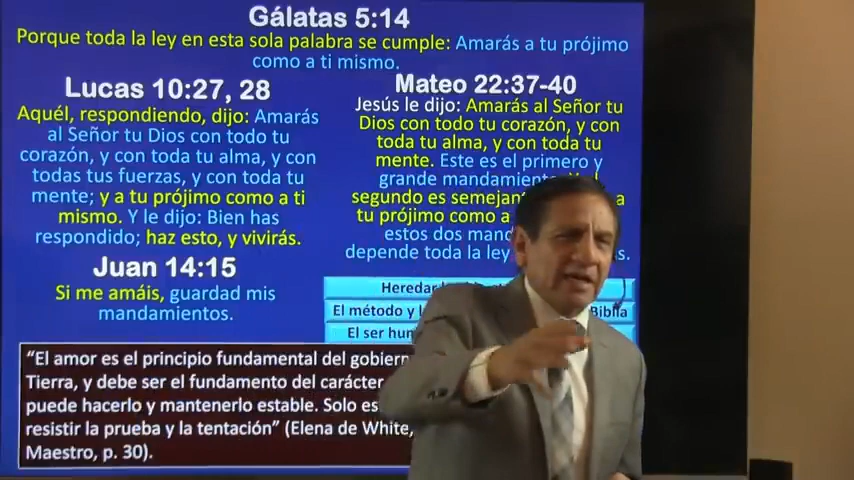 Gálatas 5:14
Porque toda la ley en esta sola palabra se cumple: Amarás a tu prójimo
como a ti mismo.
Lucas 10:27, 28
Aquél, respondiendo, dijo: Amarás
al Señor tu Dios con todo tu
corazón, y con toda tu alma, y con
todas tus fuerzas, y con toda tu
mente; y a tu prójimo como a ti
mismo. Y le dijo: Bien has
respondido; haz esto, y vivirás.
Juan 14:15
Si me amáis, guardad mis
mandamientos.
Mateo 22:37-40
Jesús le dijo: Amarás al Señor tu
Dios con todo tu corazón, y con
toda tu alma, y con toda tu
mente. Este es el primero y
grande
segundo es a
tu prójimo como a
estos dos
depende toda la ley
El método y Biblia
El ser
"El amor es el principio fundamental del
Tierra, y debe ser el fundamento del carácter
puede hacerlo y mantenerlo estable. Solo
resistir la prueba y la tentación" (Elena de White,
Maestro, p. 30).